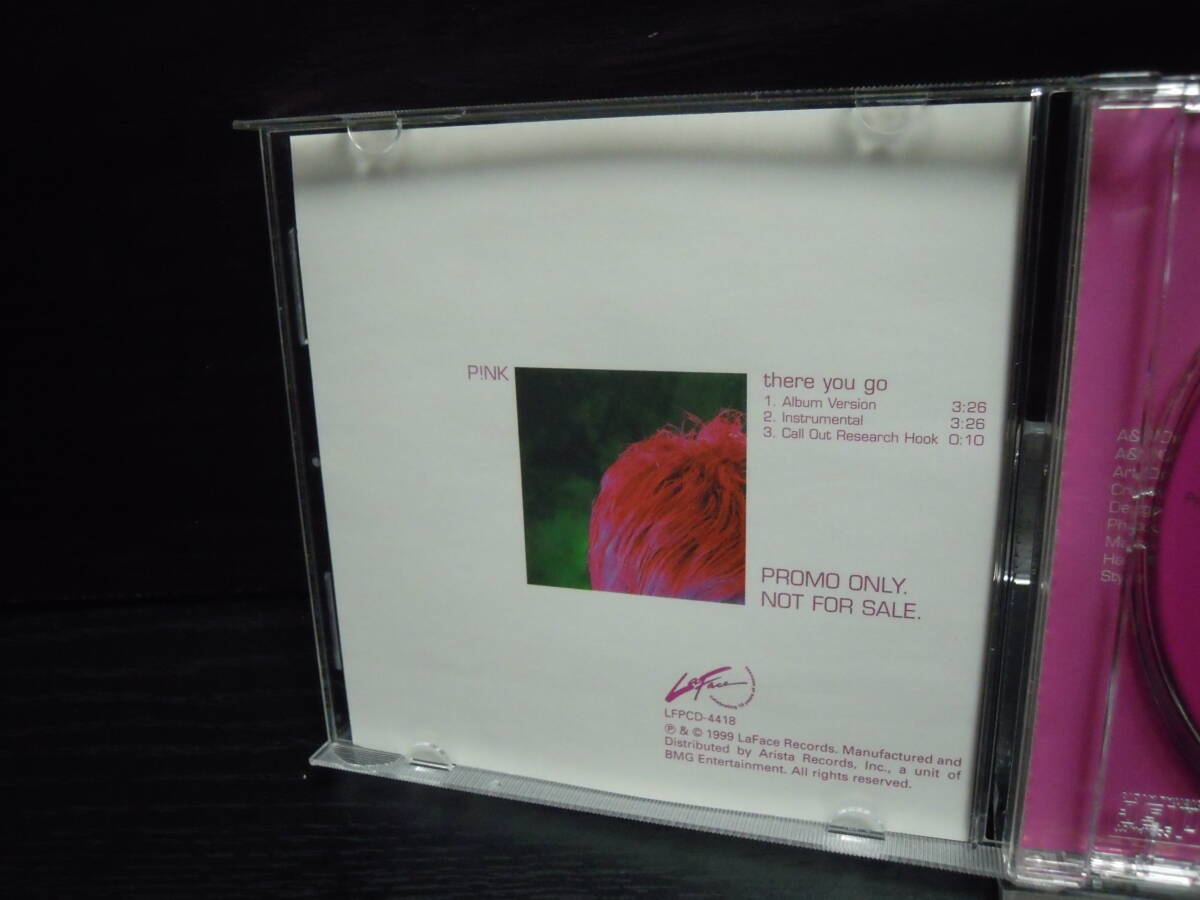 P!NK
there you go
1. Album Version 3:26
2. Instrumental 3:26
3. Call Out Research Hook 0:10
PROMO ONLY.
NOT FOR SALE.
LaFace
LFPCD-4418
℗ & © 1999 LaFace Records. Manufactured and
Distributed by Arista Records, Inc., a unit of
BMG Entertainment. All rights reserved.